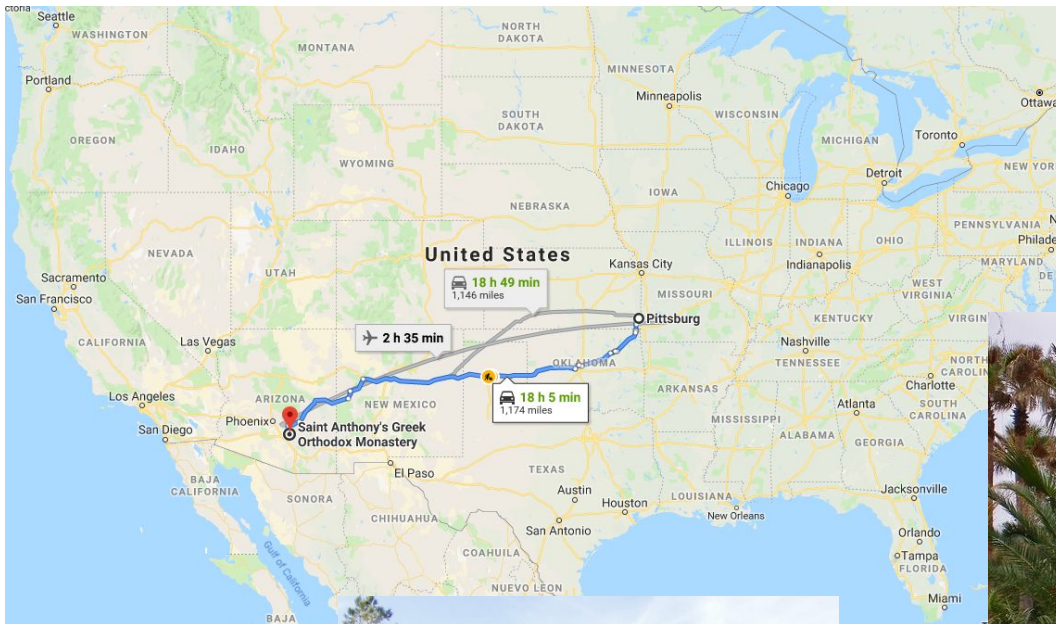 ctoria
Seattle
WASHINGTON
MONTANA
NORTH
DAKOTA
Portland
MINNESOTA
Minneapolis
OREGON
IDAHO
SOUTH
DAKOTA
WISCONSIN
Ottawa
Toronto
MICHIGAN
WYOMING
Detroit
NEW YOR
Chicago
IOWA
NEBRASKA
PENNSYLVANIA
NEVADA
UTAH
United States
ILLINOIS
INDIANA
OHIO
Philade
Kansas City
Indianapolis
MARYLAND
DE
Sacramento
San Francisco
18 h 49 min
1,146 miles
MISSOURI
WEST
VIRGINIA
Pittsburg
KENTUCKY
VIRGIN
CALIFORNIA
Las Vegas
2 h 35 min
Nashville
OKLAHOMA
TENNESSEE
NORTH
CAROLIN
Charlotte
Los Angeles
ARIZONA
NEW MEXICO
18 h 5 min
1,174 miles
ARKANSAS
SOUTH
CAROLINA
Atlanta
Phoenix
Saint Anthony's Greek
Orthodox Monastery
San Diego
MISSISSIPPI
ALABAMA
GEORGIA
El Paso
TEXAS
BAJA
CALIFORNIA
SONORA
Austin
LOUISIANA
Jacksonville
Houston
New Orleans
CHIHUAHUA
San Antonio
Orlando
Gulf of California
COAHUILA
Tampa
FLORIDA
NUEVO LEON
Miami
BAJA